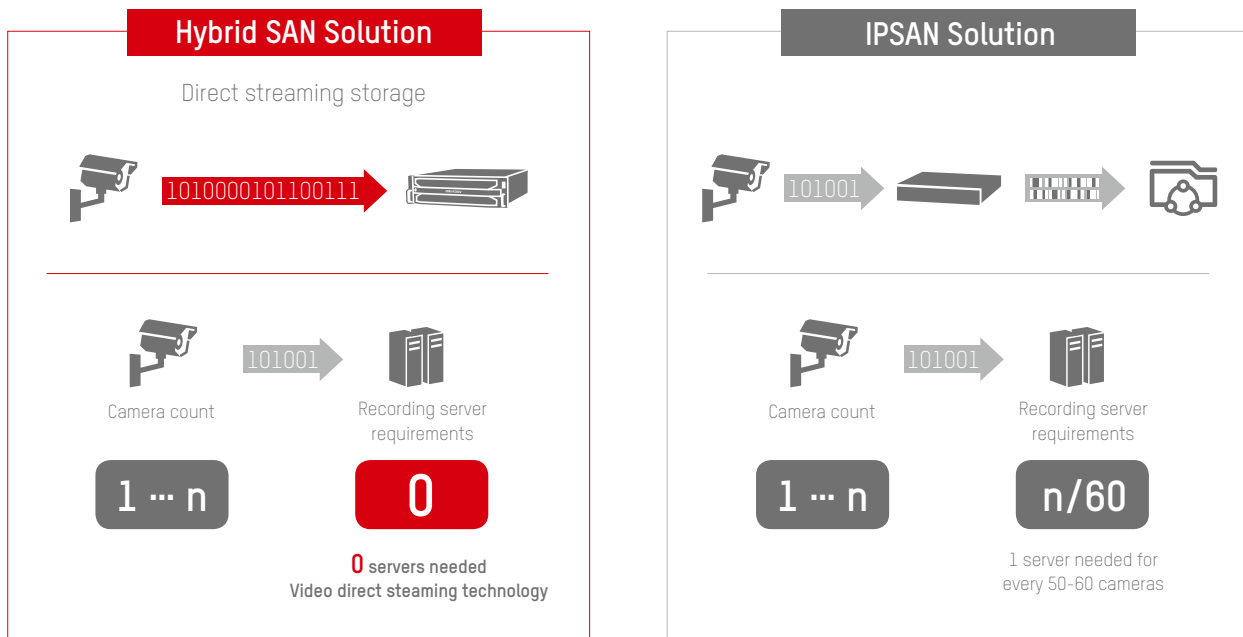 Hybrid SAN Solution
Direct streaming storage
1010000101100111
101001
Camera count
Recording server
requirements
1 ··· n
0
0 servers needed
Video direct steaming technology
IPSAN Solution
101001
101001
Camera count
Recording server
requirements
1 ··· n
n/60
1 server needed for
every 50-60 cameras